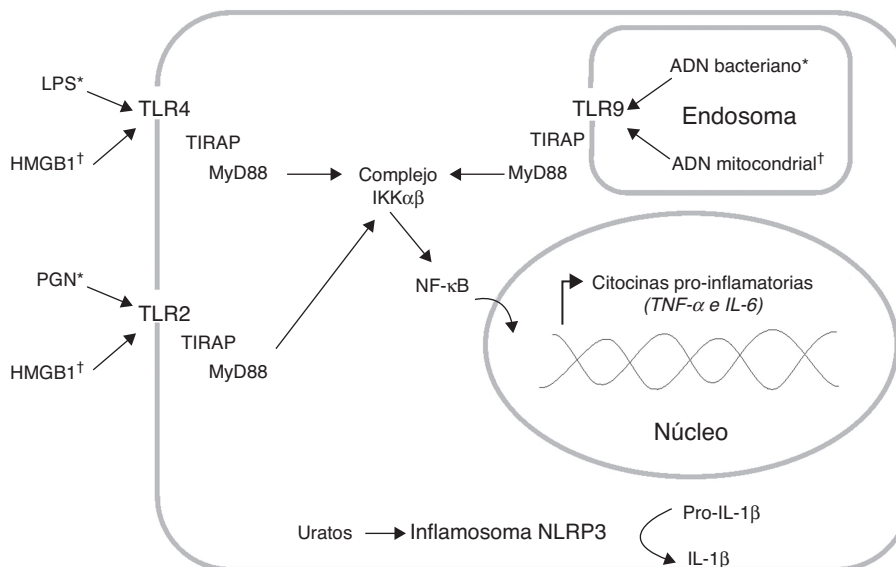 LPS*
TLR4
HMGB1†
TIRAP
MyD88
Complejo
IKKαβ
NF-κB
PGN*
TLR2
HMGB1†
TIRAP
MyD88
ADN bacteriano*
TLR9
Endosoma
TIRAP
MyD88
ADN mitocondrial†
Citocinas pro-inflamatorias
(TNF-α e IL-6)
Núcleo
Uratos
Inflamosoma NLRP3
Pro-IL-1β
IL-1β